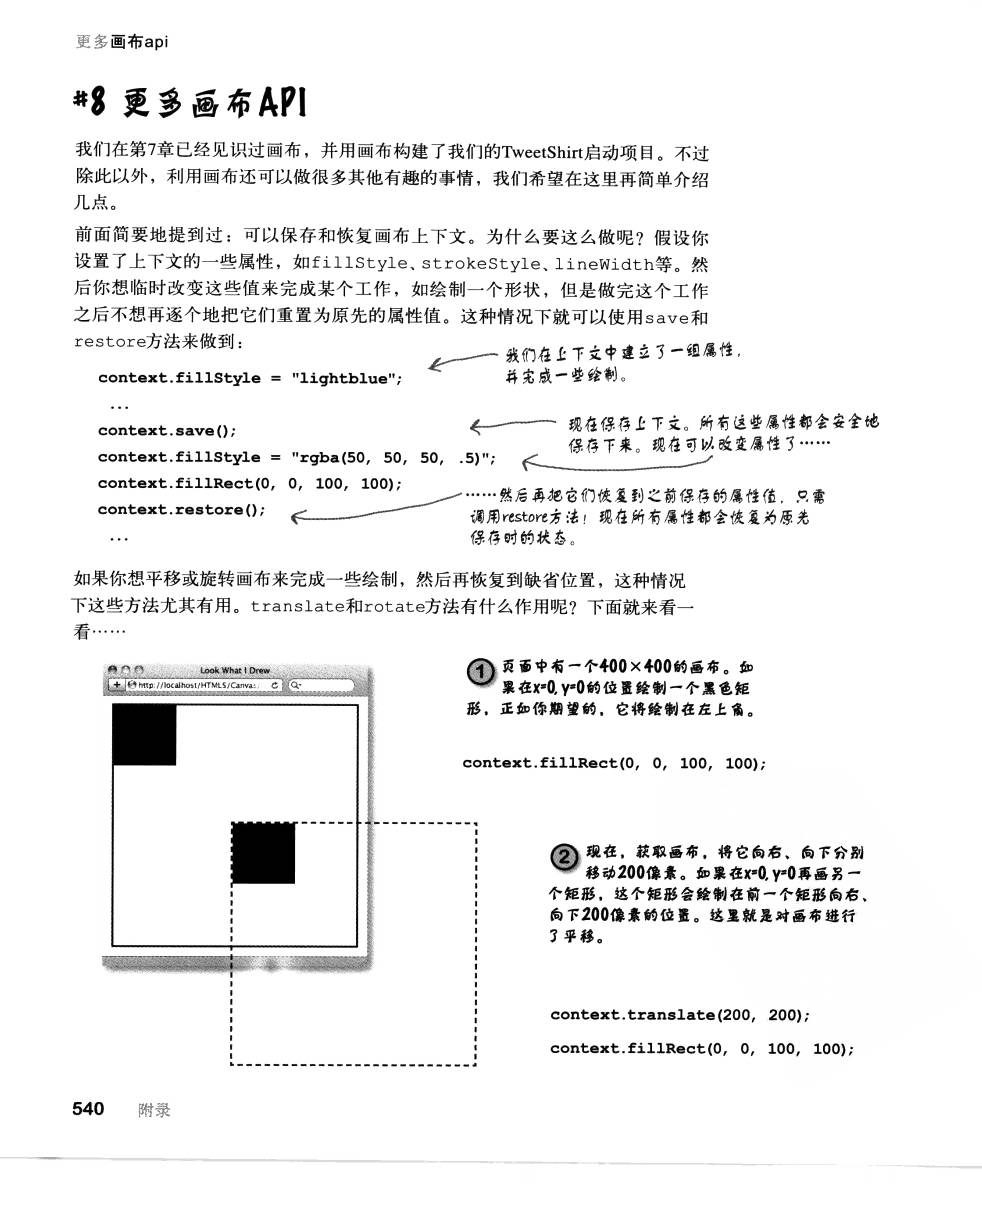 更多画布api
#8 更多画布API
我们在第7章已经见识过画布，并用画布构建了我们的TweetShirt启动项目。不过
除此以外，利用画布还可以做很多其他有趣的事情，我们希望在这里再简单介绍
几点。
前面简要地提到过：可以保存和恢复画布上下文。为什么要这么做呢？假设你
设置了上下文的一些属性，如fillStyle、strokeStyle、lineWidth等。然
后你想临时改变这些值来完成某个工作，如绘制一个形状，但是做完这个工作
之后不想再逐个地把它们重置为原先的属性值。这种情况下就可以使用save和
restore方法来做到：
我们在上下文中建立了一组属性，
并完成一些绘制。
context.fillStyle = "lightblue";
...
现在保存上下文。所有这些属性都会安全地
保存下来。现在可以改变属性了……
context.save();
context.fillStyle = "rgba(50, 50, 50, .5)";
context.fillRect(0, 0, 100, 100);
context.restore();
...
……然后再把它们恢复到之前保存的属性值，只需
调用restore方法！现在所有属性都会恢复为原先
保存时的状态。
如果你想平移或旋转画布来完成一些绘制，然后再恢复到缺省位置，这种情况
下这些方法尤其有用。translate和rotate方法有什么作用呢？下面就来看一
看……
Look What I Drew
+ http://localhost/HTML5/Canvas/ C Q-
1 页面中有一个400×400的画布。如
果在x=0, y=0的位置绘制一个黑色矩
形，正如你期望的，它将绘制在左上角。
context.fillRect(0, 0, 100, 100);
2 现在，获取画布，将它向右、向下分别
移动200像素。如果在x=0, y=0再画另一
个矩形，这个矩形会绘制在前一个矩形向右、
向下200像素的位置。这里就是对画布进行
了平移。
context.translate(200, 200);
context.fillRect(0, 0, 100, 100);
540 附录